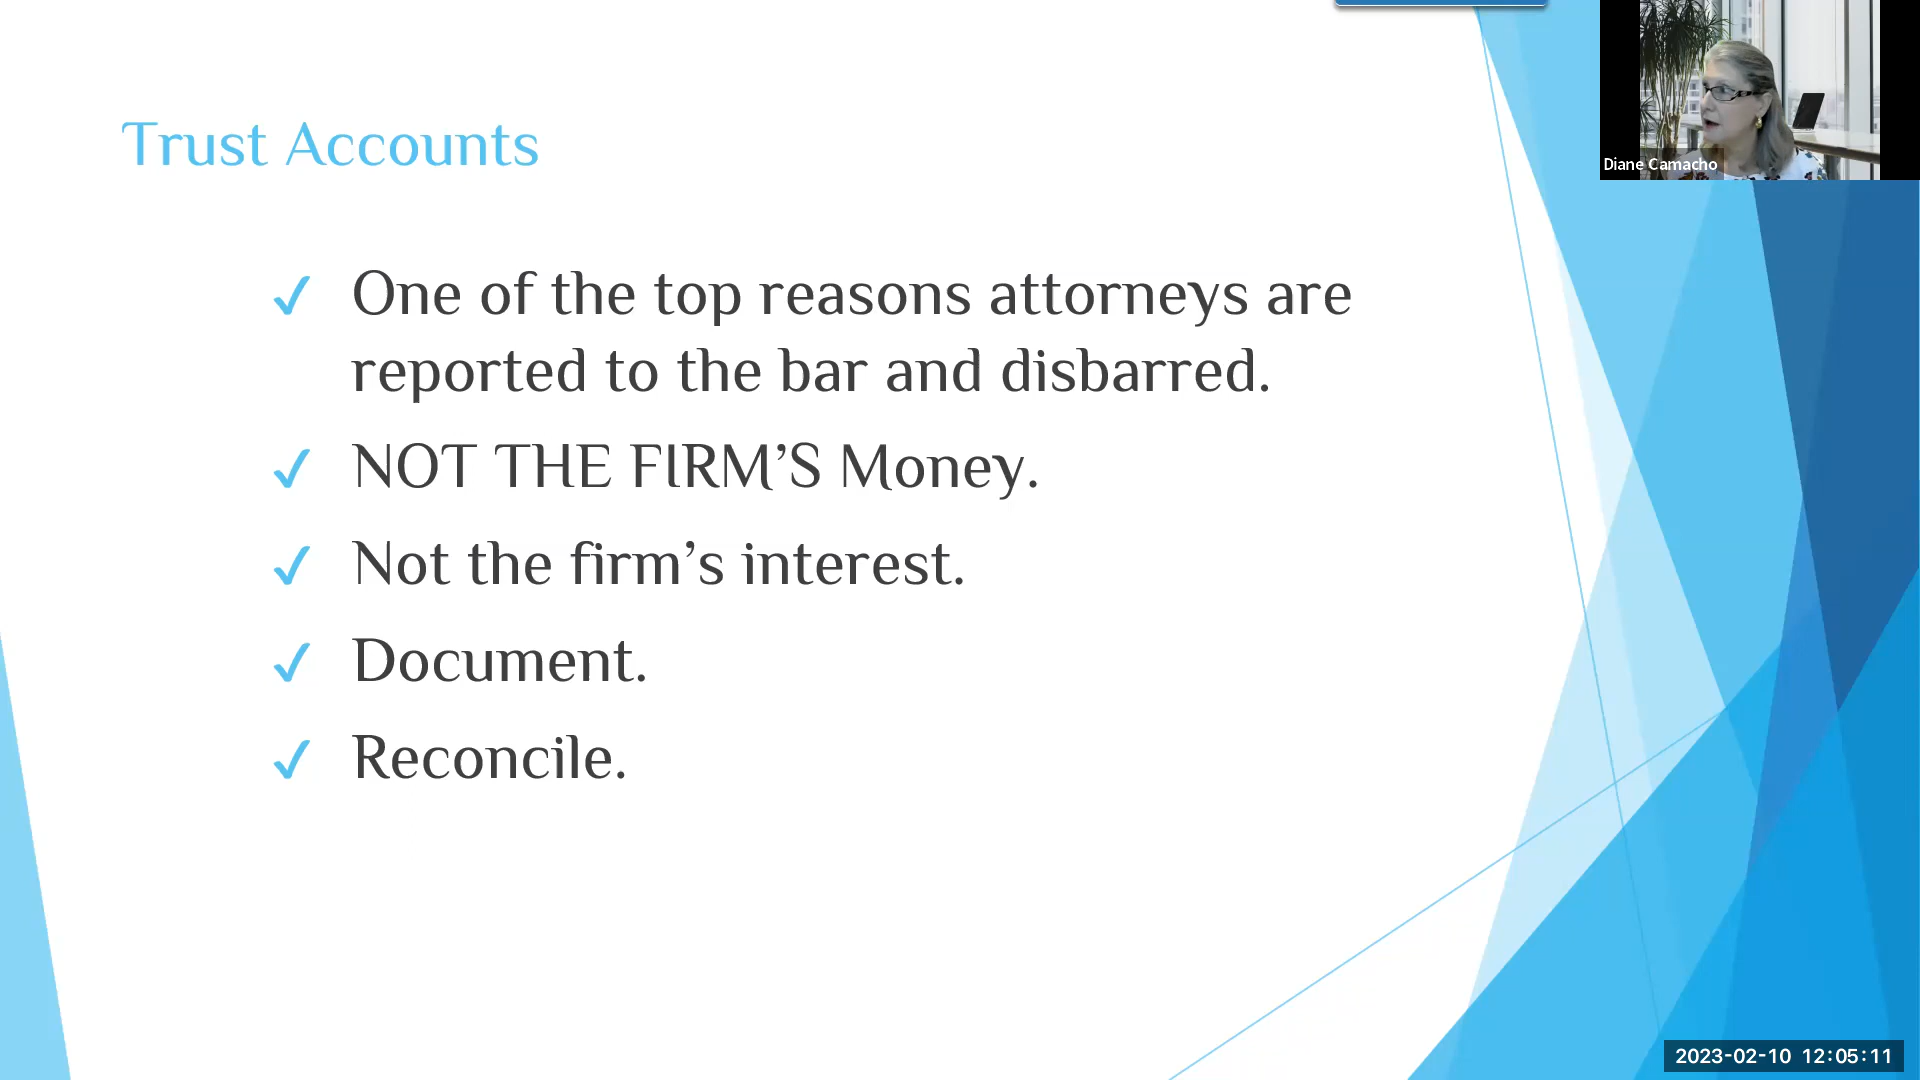 Trust Accounts
Diane Camacho
✓ One of the top reasons attorneys are
reported to the bar and disbarred.
✓ NOT THE FIRM’S Money.
✓ Not the firm’s interest.
✓ Document.
✓ Reconcile.
2023-02-10 12:05:11